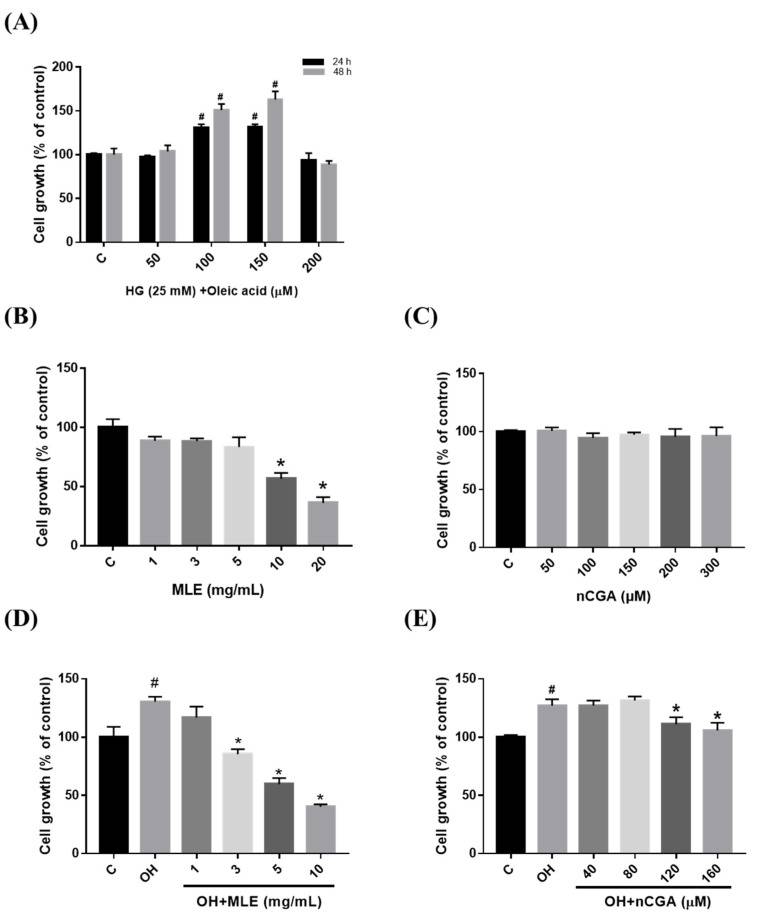 (A)
Cell growth (% of control)
200
150
100
50
0
24 h
48 h
#
#
#
#
C
50
100
150
200
HG (25 mM) +Oleic acid (μM)
(B)
Cell growth (% of control)
150
100
50
0
*
*
C
1
3
5
10
20
MLE (mg/mL)
(C)
Cell growth (% of control)
150
100
50
0
C
50
100
150
200
300
nCGA (μM)
(D)
Cell growth (% of control)
150
100
50
0
#
*
*
*
C
OH
1
3
5
10
OH+MLE (mg/mL)
(E)
Cell growth (% of control)
150
100
50
0
#
*
*
C
OH
40
80
120
160
OH+nCGA (μM)